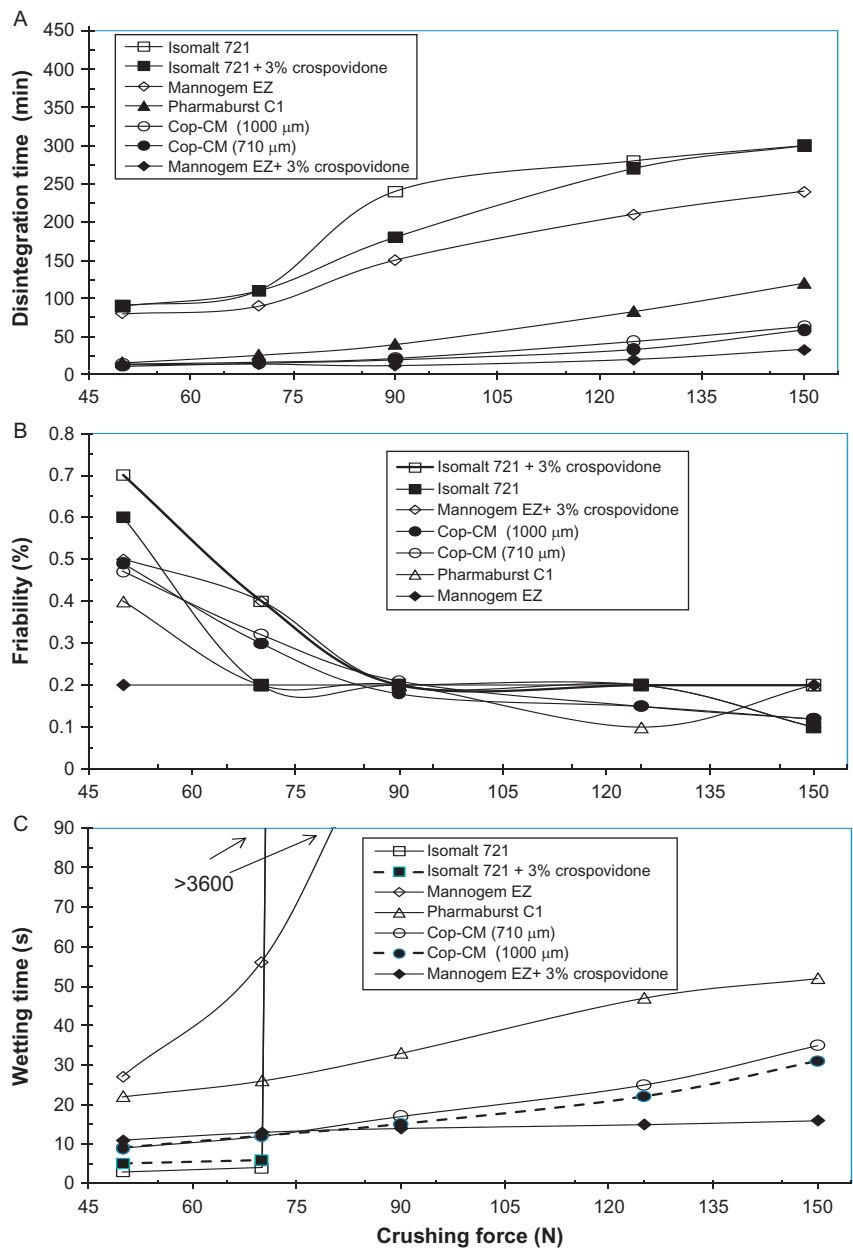 A
Disintegration time (min)
450
400
350
300
250
200
150
100
50
0
Isomalt 721
Isomalt 721 + 3% crospovidone
Mannogem EZ
Pharmaburst C1
Cop-CM (1000 μm)
Cop-CM (710 μm)
Mannogem EZ+ 3% crospovidone
45 60 75 90 105 120 135 150
B
Friability (%)
0.8
0.7
0.6
0.5
0.4
0.3
0.2
0.1
0
Isomalt 721 + 3% crospovidone
Isomalt 721
Mannogem EZ+ 3% crospovidone
Cop-CM (1000 μm)
Cop-CM (710 μm)
Pharmaburst C1
Mannogem EZ
45 60 75 90 105 120 135 150
C
Wetting time (s)
90
80
70
60
50
40
30
20
10
0
>3600
Isomalt 721
Isomalt 721 + 3% crospovidone
Mannogem EZ
Pharmaburst C1
Cop-CM (710 μm)
Cop-CM (1000 μm)
Mannogem EZ+ 3% crospovidone
45 60 75 90 105 120 135 150
Crushing force (N)